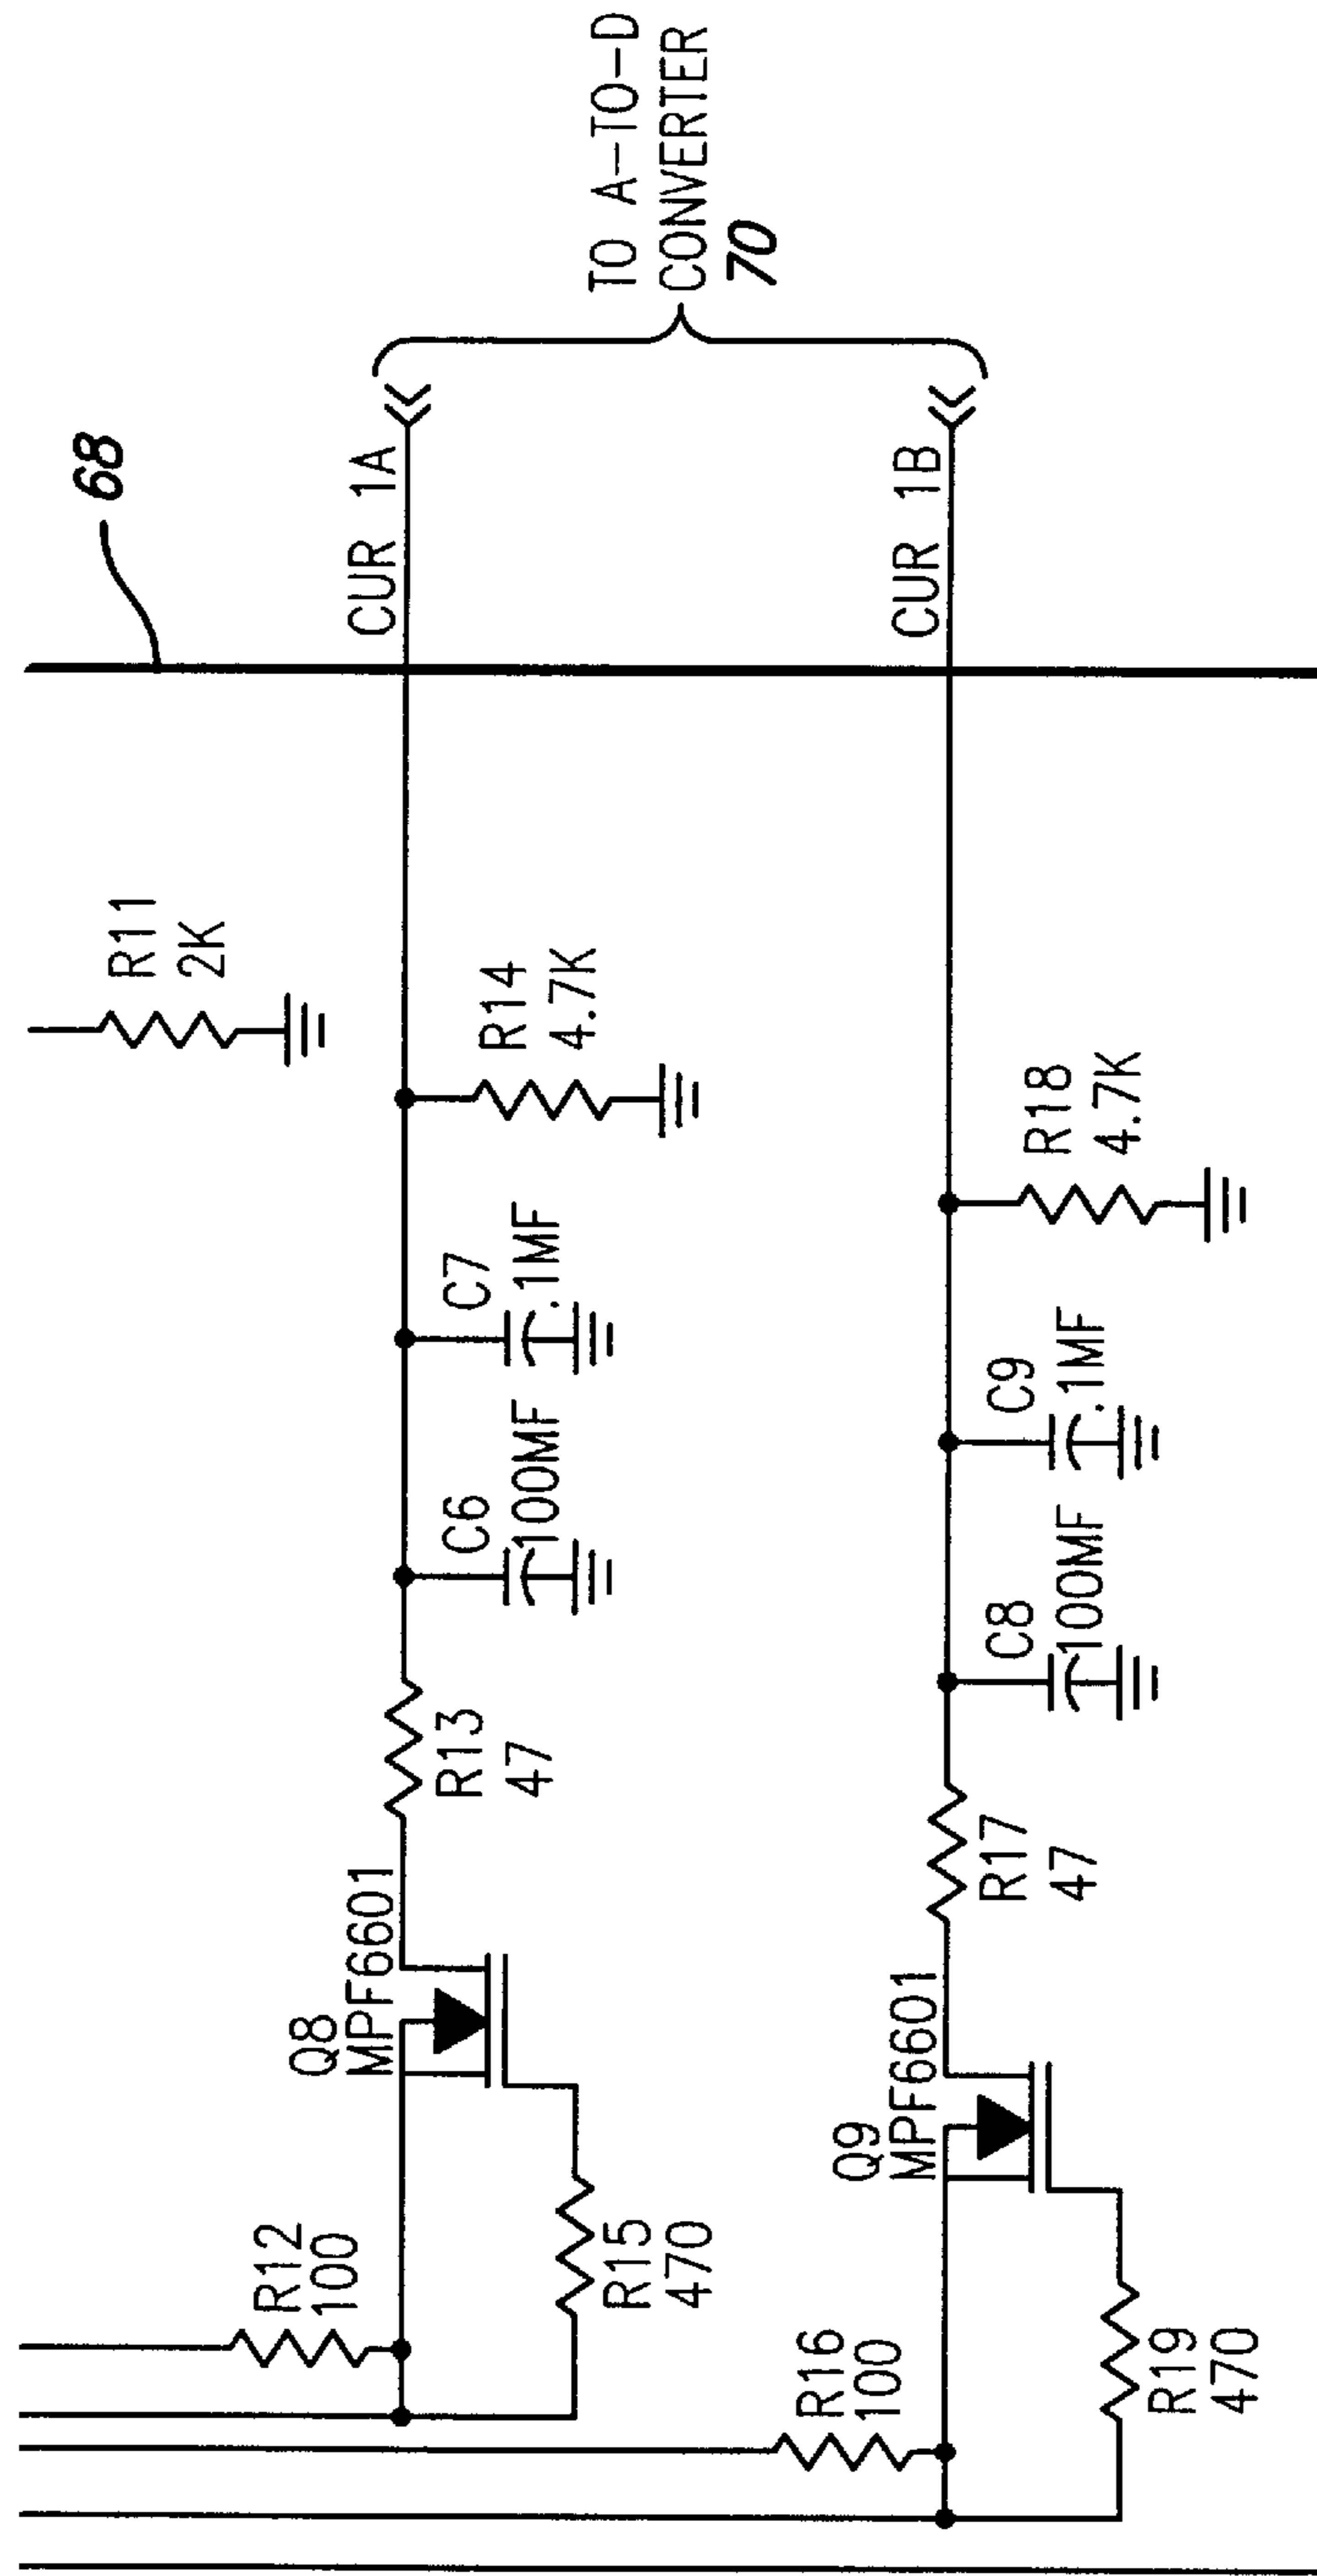 68
R11
2K
CUR 1A
TO A-TO-D
CONVERTER
70
R14
4.7K
C7
.1MF
C6
100MF
R13
47
Q8
MPF6601
R12
100
R15
470
CUR 1B
R18
4.7K
C9
.1MF
C8
100MF
R17
47
Q9
MPF6601
R16
100
R19
470